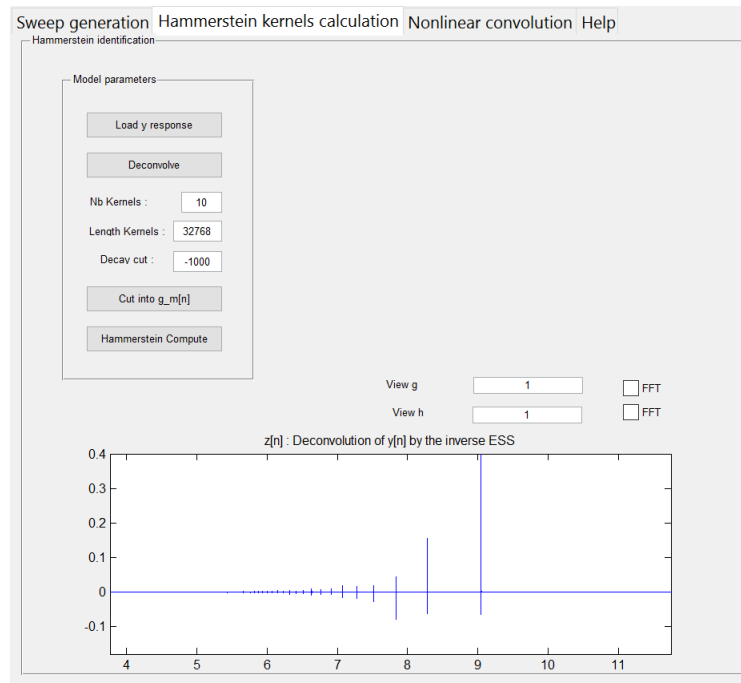 Sweep generation Hammerstein kernels calculation Nonlinear convolution Help
Hammerstein identification
Model parameters
Load y response
Deconvolve
Nb Kernels : 10
Length Kernels : 32768
Decay cut : -1000
Cut into g_m[n]
Hammerstein Compute
View g 1 FFT
View h 1 FFT
z[n] : Deconvolution of y[n] by the inverse ESS
0.4
0.3
0.2
0.1
0
-0.1
4 5 6 7 8 9 10 11